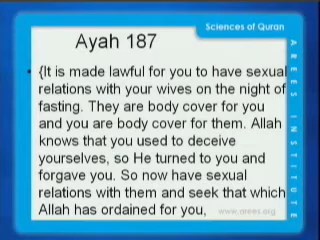 Sciences of Quran
Ayah 187
• {It is made lawful for you to have sexual
relations with your wives on the night of
fasting. They are body cover for you
and you are body cover for them. Allah
knows that you used to deceive
yourselves, so He turned to you and
forgave you. So now have sexual
relations with them and seek that which
Allah has ordained for you,
www.arees.org
AREES INSTITUTE